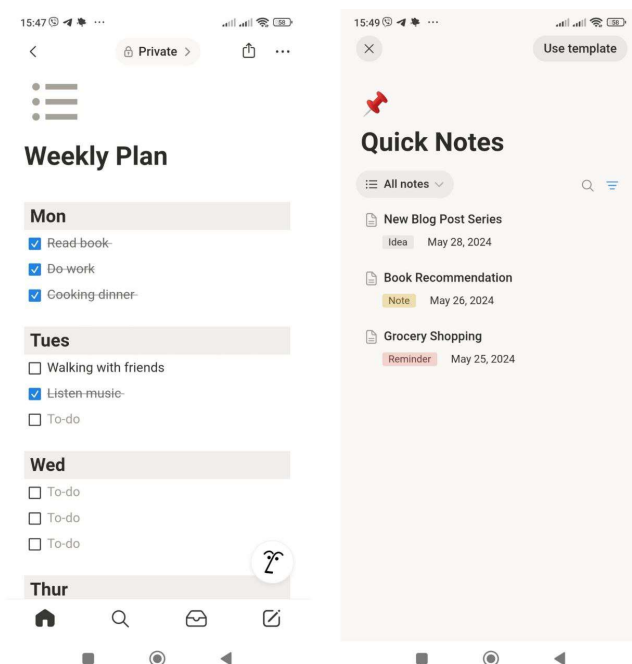 15:47
58
Private
Weekly Plan
Mon
Read book
Do work
Cooking dinner
Tues
Walking with friends
Listen music
To-do
Wed
To-do
To-do
To-do
Thur
15:49
58
Use template
Quick Notes
All notes
New Blog Post Series
Idea May 28, 2024
Book Recommendation
Note May 26, 2024
Grocery Shopping
Reminder May 25, 2024